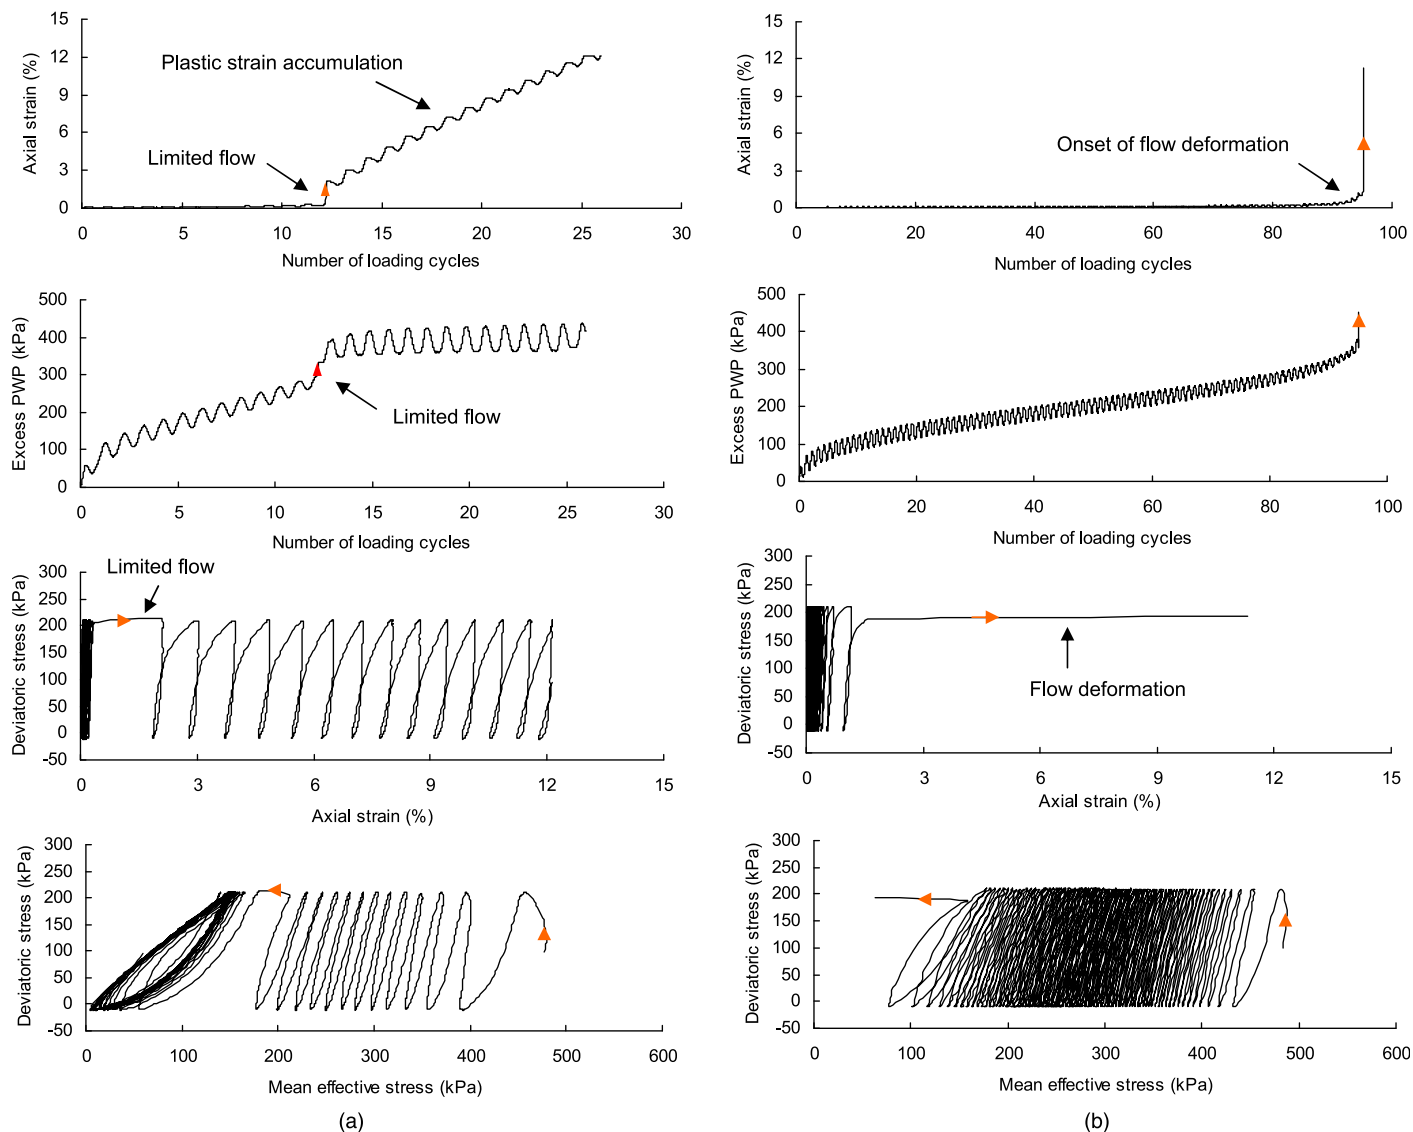 15
12
9
6
3
0
Axial strain (%)
Plastic strain accumulation
Limited flow
0 5 10 15 20 25 30
Number of loading cycles
15
12
9
6
3
0
Axial strain (%)
Onset of flow deformation
0 20 40 60 80 100
Number of loading cycles
500
400
300
200
100
0
Excess PWP (kPa)
Limited flow
0 5 10 15 20 25 30
Number of loading cycles
500
400
300
200
100
0
Excess PWP (kPa)
0 20 40 60 80 100
Number of loading cycles
Limited flow
300
250
200
150
100
50
0
-50
Deviatoric stress (kPa)
0 3 6 9 12 15
Axial strain (%)
300
250
200
150
100
50
0
-50
Deviatoric stress (kPa)
Flow deformation
0 3 6 9 12 15
Axial strain (%)
300
250
200
150
100
50
0
-50
Deviatoric stress (kPa)
0 100 200 300 400 500 600
Mean effective stress (kPa)
(a)
300
250
200
150
100
50
0
-50
Deviatoric stress (kPa)
0 100 200 300 400 500 600
Mean effective stress (kPa)
(b)